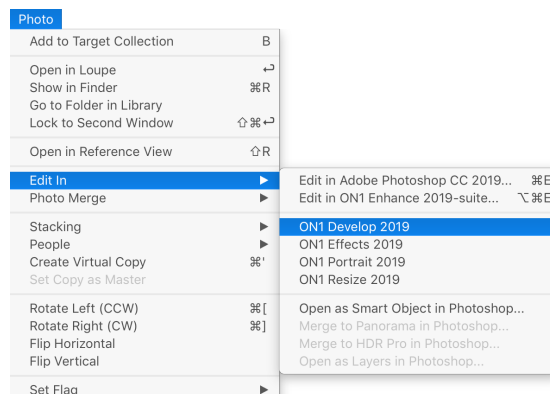 Photo
Add to Target Collection B
Open in Loupe ↩
Show in Finder ⌘R
Go to Folder in Library
Lock to Second Window ⇧⌘↩
Open in Reference View ⇧R
Edit In ▶
Photo Merge ▶
Stacking ▶
People ▶
Create Virtual Copy ⌘'
Set Copy as Master
Rotate Left (CCW) ⌘[
Rotate Right (CW) ⌘]
Flip Horizontal
Flip Vertical
Set Flag ▶
Edit in Adobe Photoshop CC 2019... ⌘E
Edit in ON1 Enhance 2019-suite... ⌥⌘E
ON1 Develop 2019
ON1 Effects 2019
ON1 Portrait 2019
ON1 Resize 2019
Open as Smart Object in Photoshop...
Merge to Panorama in Photoshop...
Merge to HDR Pro in Photoshop...
Open as Layers in Photoshop...